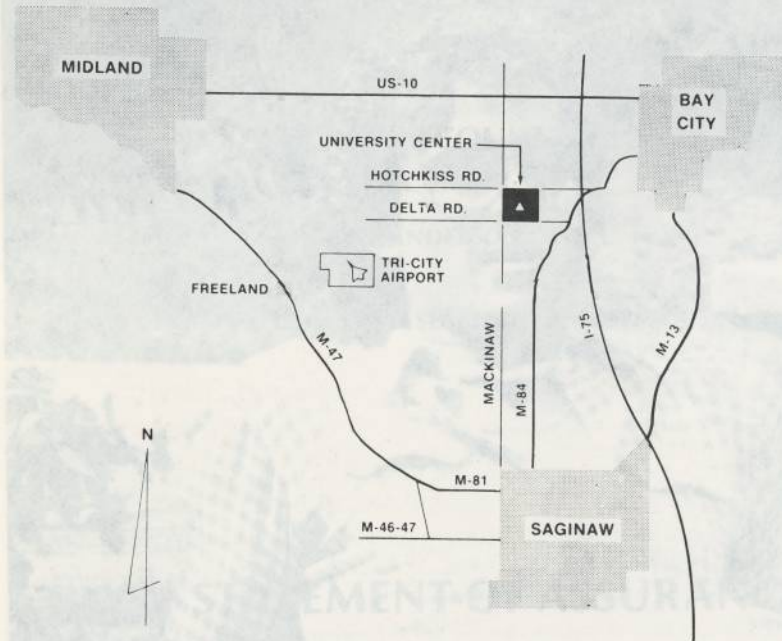 MIDLAND
US-10
BAY
CITY
UNIVERSITY CENTER
HOTCHKISS RD.
DELTA RD.
TRI-CITY
AIRPORT
FREELAND
M-47
MACKINAW
M-84
I-75
M-13
N
M-81
M-46-47
SAGINAW